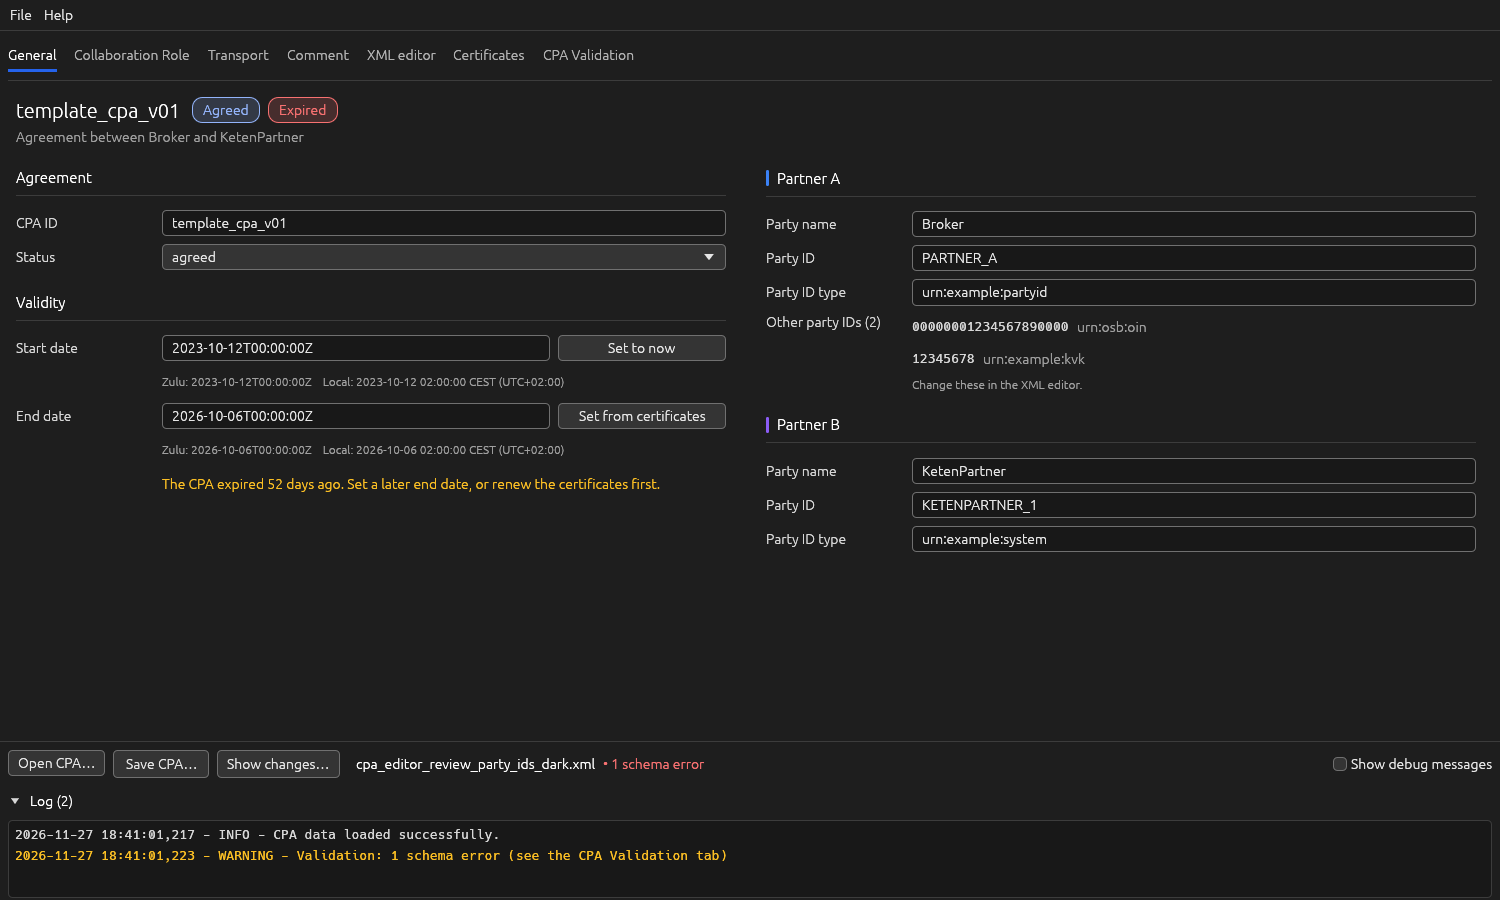 File Help
General Collaboration Role Transport Comment XML editor Certificates CPA Validation
template_cpa_v01 Agreed Expired
Agreement between Broker and KetenPartner
Agreement
CPA ID template_cpa_v01
Status agreed
Validity
Start date 2023-10-12T00:00:00Z Set to now
Zulu: 2023-10-12T00:00:00Z Local: 2023-10-12 02:00:00 CEST (UTC+02:00)
End date 2026-10-06T00:00:00Z Set from certificates
Zulu: 2026-10-06T00:00:00Z Local: 2026-10-06 02:00:00 CEST (UTC+02:00)
The CPA expired 52 days ago. Set a later end date, or renew the certificates first.
Partner A
Party name Broker
Party ID PARTNER_A
Party ID type urn:example:partyid
Other party IDs (2) 00000001234567890000 urn:osb:oin
12345678 urn:example:kvk
Change these in the XML editor.
Partner B
Party name KetenPartner
Party ID KETENPARTNER_1
Party ID type urn:example:system
Open CPA... Save CPA... Show changes... cpa_editor_review_party_ids_dark.xml • 1 schema error Show debug messages
Log (2)
2026-11-27 18:41:01,217 - INFO - CPA data loaded successfully.
2026-11-27 18:41:01,223 - WARNING - Validation: 1 schema error (see the CPA Validation tab)